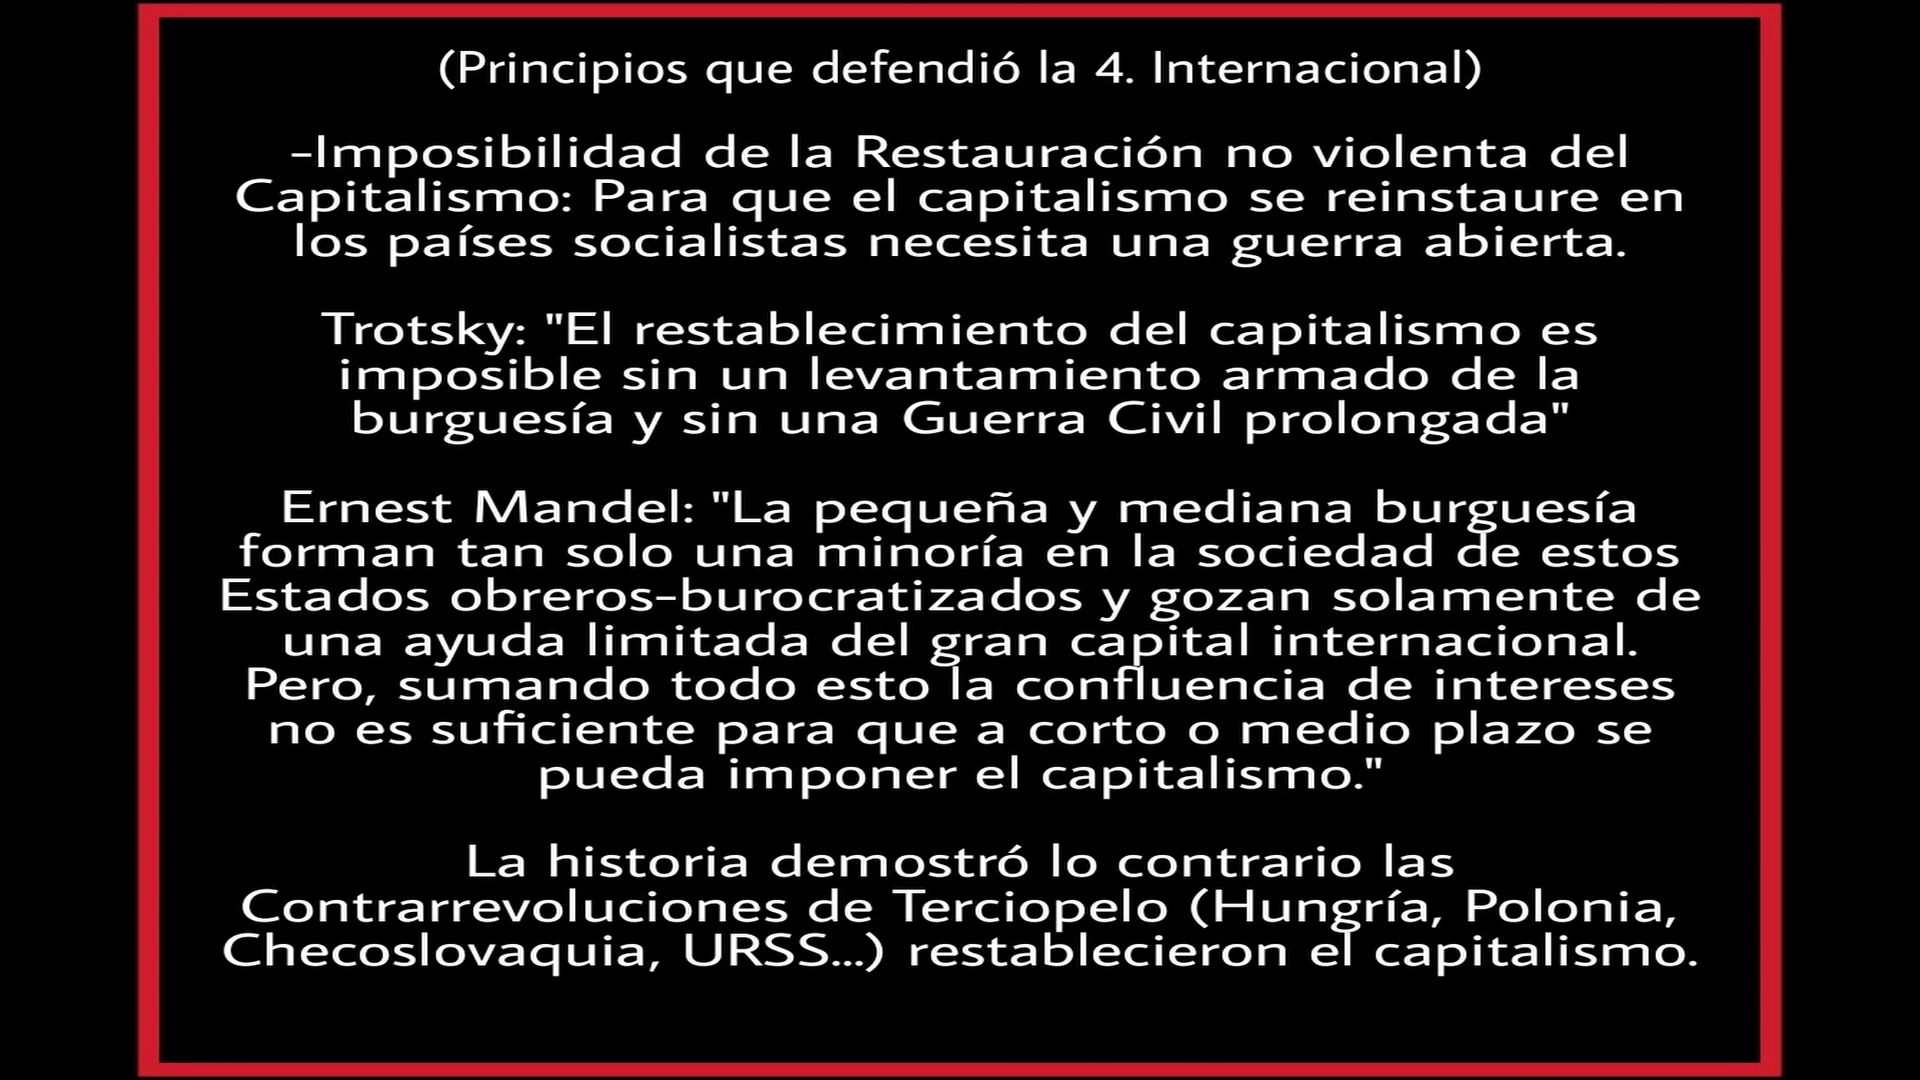 (Principios que defendió la 4. Internacional)
-Imposibilidad de la Restauración no violenta del
Capitalismo: Para que el capitalismo se reinstaure en
los países socialistas necesita una guerra abierta.
Trotsky: "El restablecimiento del capitalismo es
imposible sin un levantamiento armado de la
burguesía y sin una Guerra Civil prolongada"
Ernest Mandel: "La pequeña y mediana burguesía
forman tan solo una minoría en la sociedad de estos
Estados obreros-burocratizados y gozan solamente de
una ayuda limitada del gran capital internacional.
Pero, sumando todo esto la confluencia de intereses
no es suficiente para que a corto o medio plazo se
pueda imponer el capitalismo."
La historia demostró lo contrario las
Contrarrevoluciones de Terciopelo (Hungría, Polonia,
Checoslovaquia, URSS...) restablecieron el capitalismo.